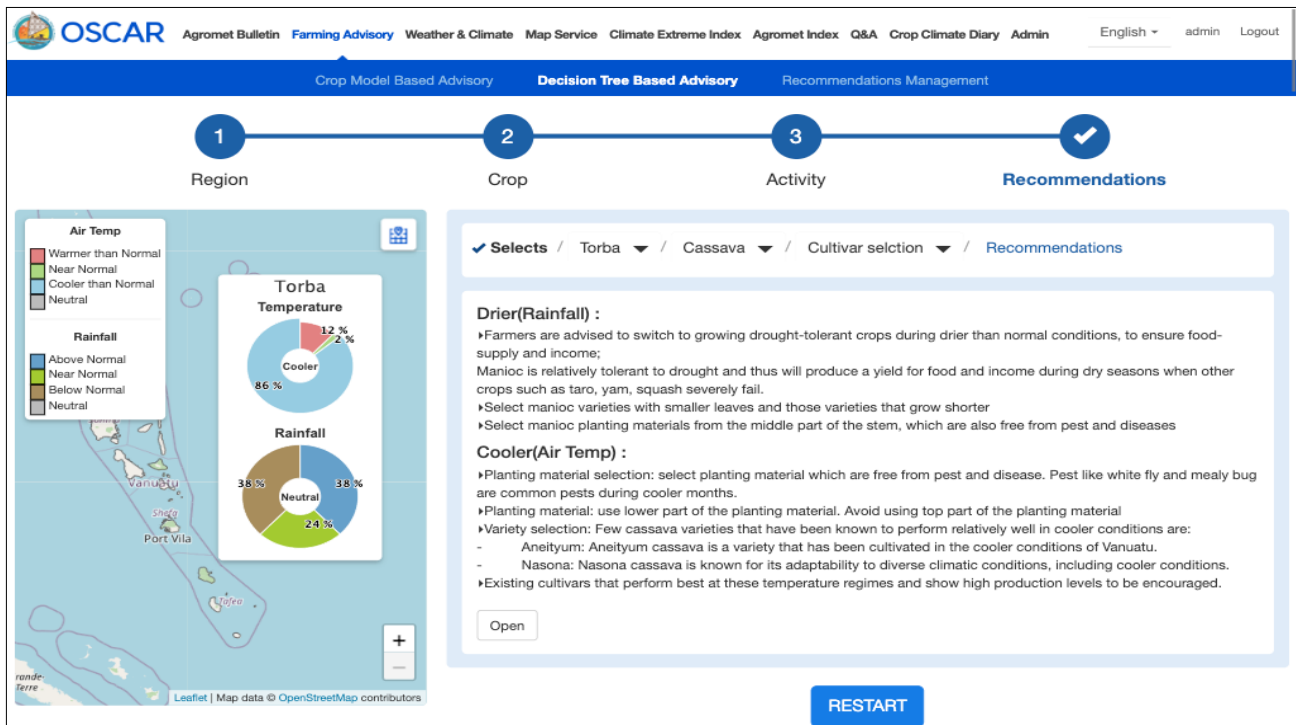 OSCAR
Agromet Bulletin Farming Advisory Weather & Climate Map Service Climate Extreme Index Agromet Index Q&A Crop Climate Diary Admin English admin Logout
Crop Model Based Advisory Decision Tree Based Advisory Recommendations Management
1 2 3
Region Crop Activity Recommendations
Air Temp
Warmer than Normal
Near Normal
Cooler than Normal
Neutral
Rainfall
Above Normal
Near Normal
Below Normal
Neutral
Torba
Temperature
12 %
2 %
Cooler
86 %
Rainfall
38 % Neutral 38 %
24 %
Vanuatu
Shefa
Port Vila
Tafea
rande-
Terre
+
−
Leaflet | Map data © OpenStreetMap contributors
Selects / Torba / Cassava / Cultivar selction / Recommendations
Drier(Rainfall) :
Farmers are advised to switch to growing drought-tolerant crops during drier than normal conditions, to ensure food-
supply and income;
Manioc is relatively tolerant to drought and thus will produce a yield for food and income during dry seasons when other
crops such as taro, yam, squash severely fail.
Select manioc varieties with smaller leaves and those varieties that grow shorter
Select manioc planting materials from the middle part of the stem, which are also free from pest and diseases
Cooler(Air Temp) :
Planting material selection: select planting material which are free from pest and disease. Pest like white fly and mealy bug
are common pests during cooler months.
Planting material: use lower part of the planting material. Avoid using top part of the planting material
Variety selection: Few cassava varieties that have been known to perform relatively well in cooler conditions are:
- Aneityum: Aneityum cassava is a variety that has been cultivated in the cooler conditions of Vanuatu.
- Nasona: Nasona cassava is known for its adaptability to diverse climatic conditions, including cooler conditions.
Existing cultivars that perform best at these temperature regimes and show high production levels to be encouraged.
Open
RESTART